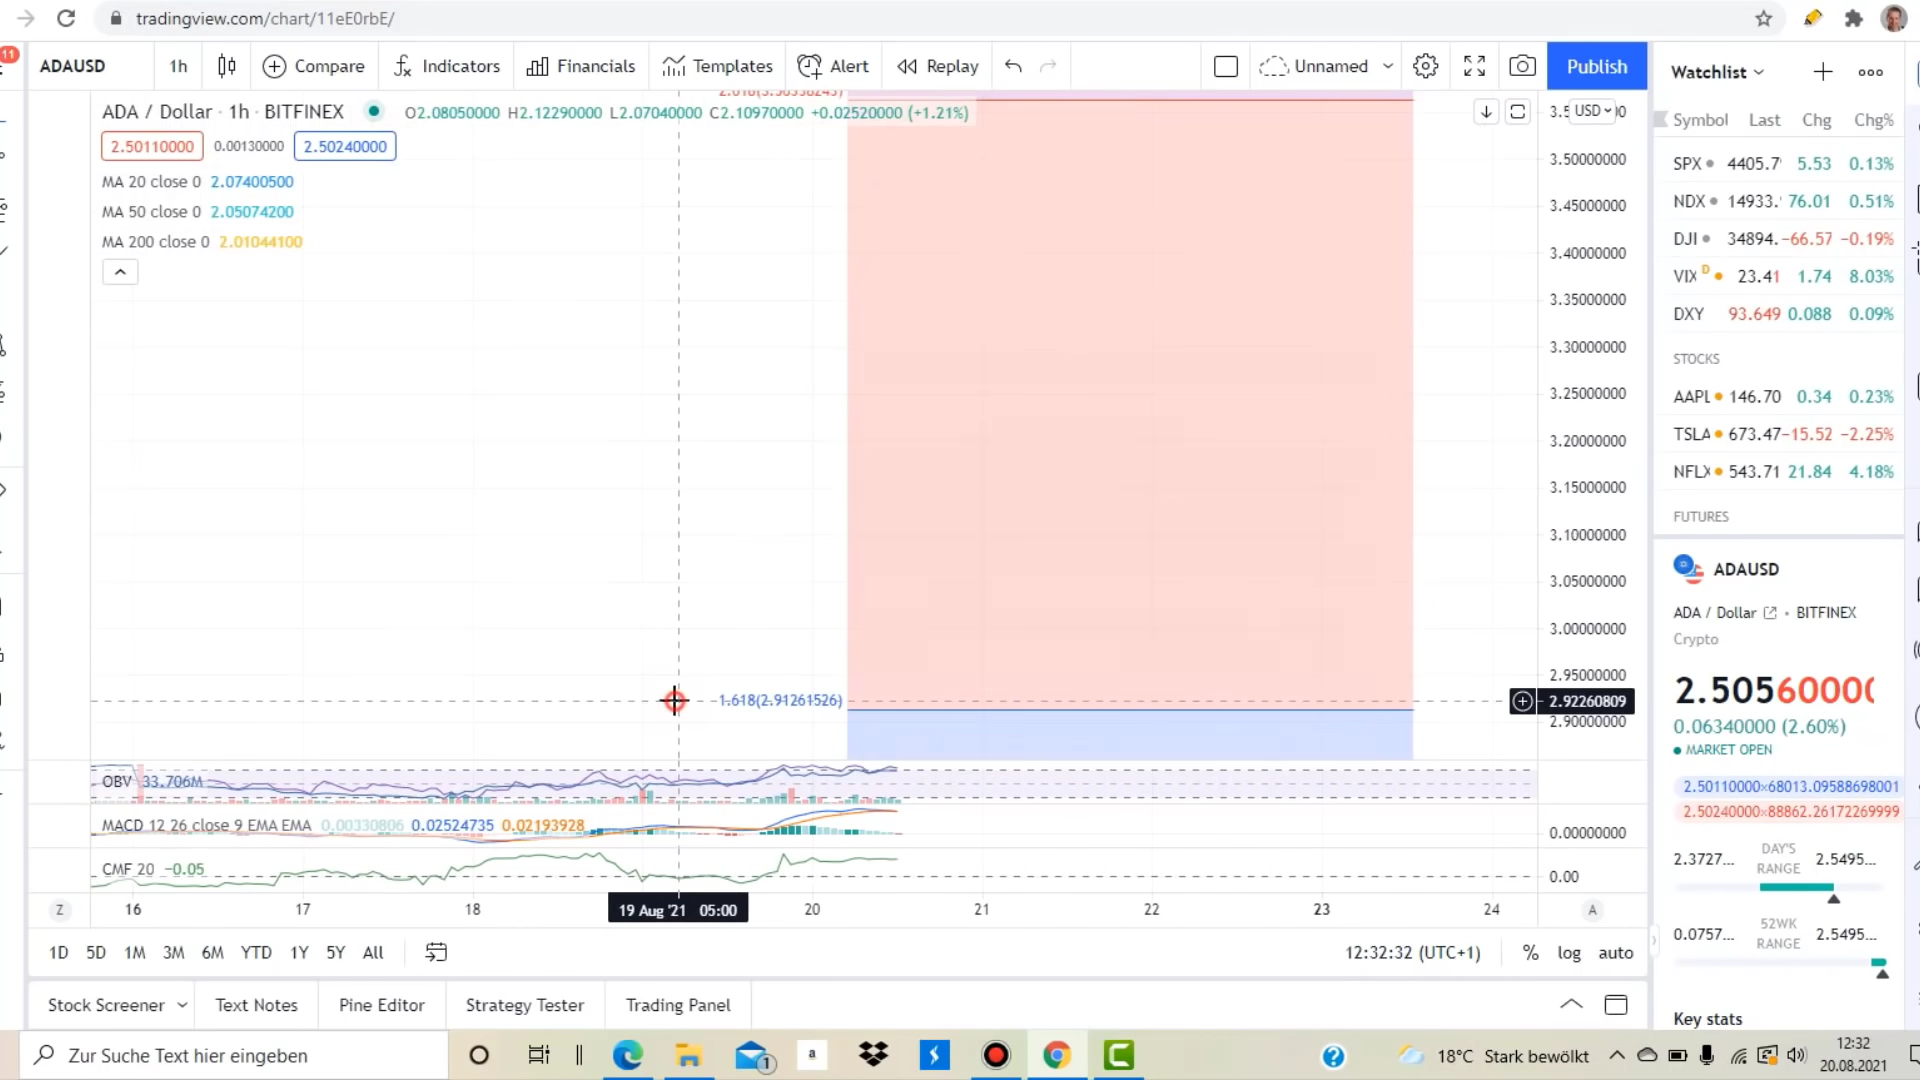 tradingview.com/chart/11eE0rbE/
11
ADAUSD 1h Compare Indicators Financials Templates Alert Replay Unnamed Publish
ADA / Dollar · 1h · BITFINEX O2.08050000 H2.12290000 L2.07040000 C2.10970000 +0.02520000 (+1.21%)
2.50110000 0.00130000 2.50240000
MA 20 close 0 2.07400500
MA 50 close 0 2.05074200
MA 200 close 0 2.01044100
USD
3.50000000
3.45000000
3.40000000
3.35000000
3.30000000
3.25000000
3.20000000
3.15000000
3.10000000
3.05000000
3.00000000
2.95000000
1.618(2.91261526)
2.92260809
2.90000000
OBV 33.706M
MACD 12 26 close 9 EMA EMA 0.00330806 0.02524735 0.02193928
0.00000000
CMF 20 −0.05
0.00
Z 16 17 18 19 Aug '21 05:00 20 21 22 23 24 A
1D 5D 1M 3M 6M YTD 1Y 5Y All
12:32:32 (UTC+1) % log auto
Stock Screener Text Notes Pine Editor Strategy Tester Trading Panel
Watchlist
Symbol Last Chg Chg%
SPX 4405.7 5.53 0.13%
NDX 14933. 76.01 0.51%
DJI 34894. −66.57 −0.19%
VIX D 23.41 1.74 8.03%
DXY 93.649 0.088 0.09%
STOCKS
AAPL 146.70 0.34 0.23%
TSLA 673.47 −15.52 −2.25%
NFLX 543.71 21.84 4.18%
FUTURES
ADAUSD
ADA / Dollar • BITFINEX
Crypto
2.5056000
0.06340000 (2.60%)
MARKET OPEN
2.50110000×68013.09588698001
2.50240000×88862.26172269999
2.3727... DAY'S RANGE 2.5495...
0.0757... 52WK RANGE 2.5495...
Key stats
Zur Suche Text hier eingeben
1
a
18°C Stark bewölkt
12:32
20.08.2021